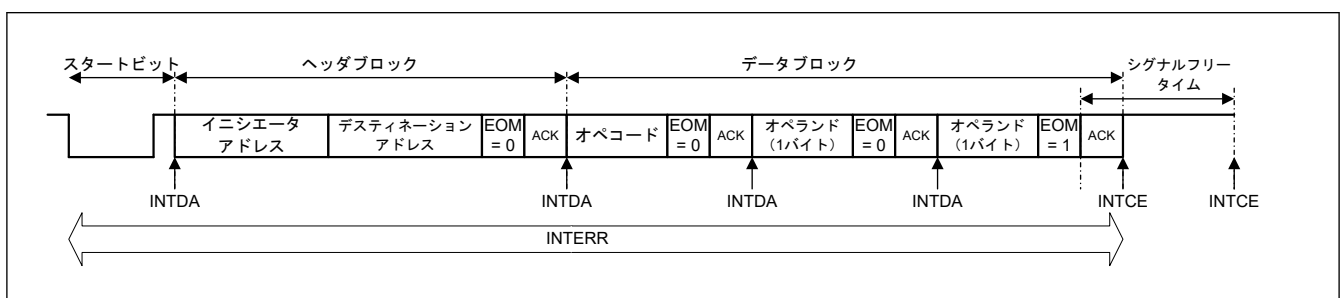 スタートビット
ヘッダブロック
データブロック
シグナルフリー
タイム
イニシエータ
アドレス
デスティネーション
アドレス
EOM
= 0
ACK
オペコード
EOM
= 0
ACK
オペランド
(1バイト)
EOM
= 0
ACK
オペランド
(1バイト)
EOM
= 1
ACK
INTDA
INTDA
INTDA
INTDA
INTCE
INTCE
INTERR